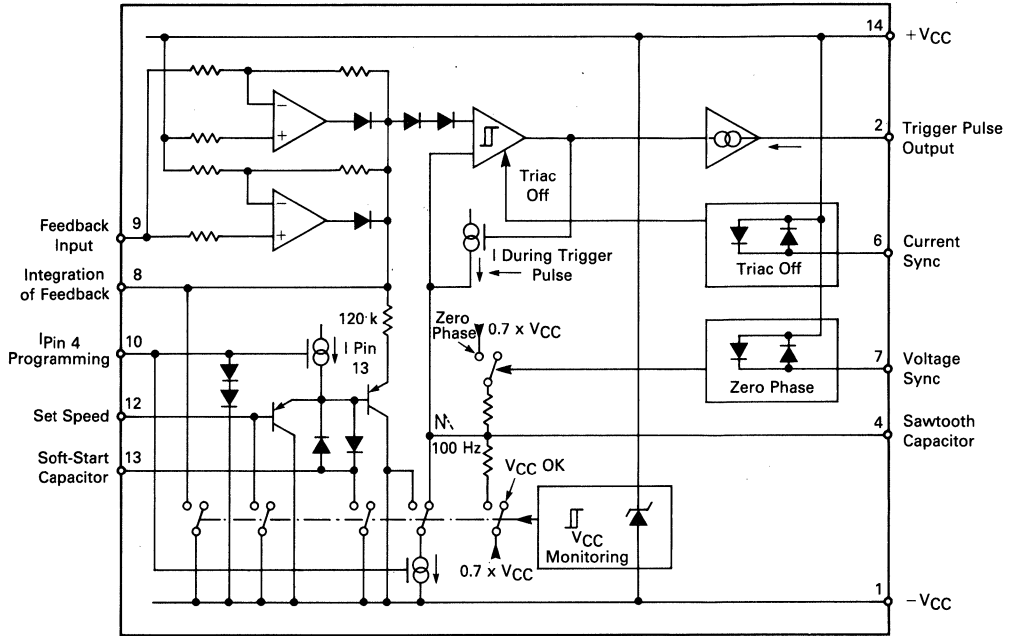 14
+VCC
−
+
2
Trigger Pulse
Output
Triac
Off
−
+
9
Feedback
Input
I During Trigger
Pulse
Triac Off
6
Current
Sync
8
Integration
of Feedback
120 k
Zero
Phase
0.7 x VCC
10
IPin 4
Programming
I Pin
13
Zero Phase
7
Voltage
Sync
12
Set Speed
4
Sawtooth
Capacitor
100 Hz
13
Soft-Start
Capacitor
VCC OK
VCC
Monitoring
0.7 x VCC
1
−VCC